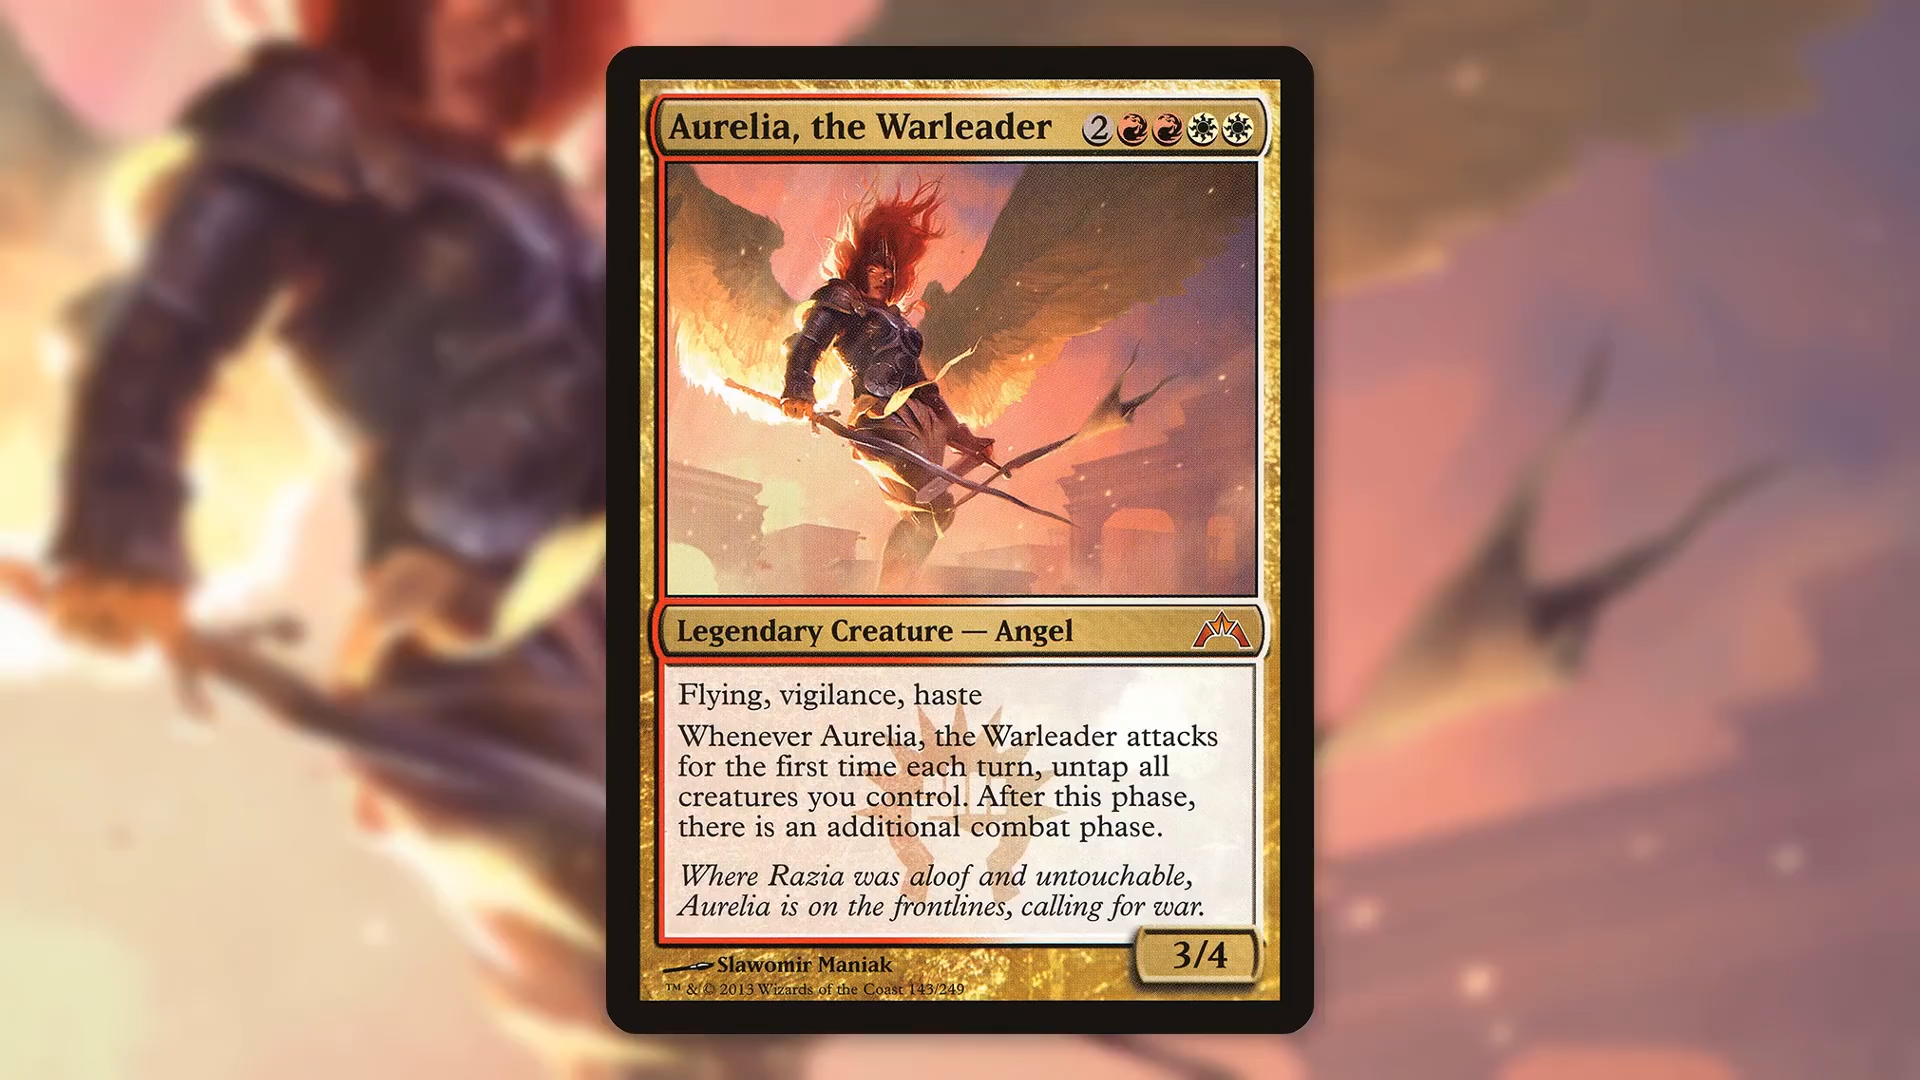 Aurelia, the Warleader 2
Legendary Creature — Angel
Flying, vigilance, haste
Whenever Aurelia, the Warleader attacks
for the first time each turn, untap all
creatures you control. After this phase,
there is an additional combat phase.
Where Razia was aloof and untouchable,
Aurelia is on the frontlines, calling for war.
3/4
Slawomir Maniak
™ & © 2013 Wizards of the Coast 143/249